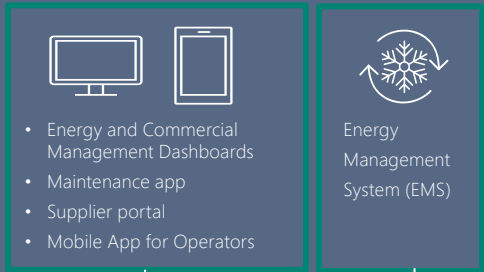 • Energy and Commercial
Management Dashboards
• Maintenance app
• Supplier portal
• Mobile App for Operators
Energy
Management
System (EMS)